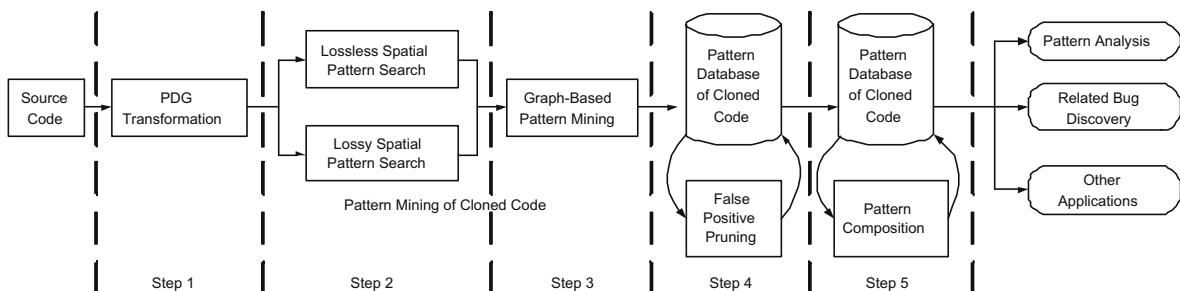 Source
Code
PDG
Transformation
Lossless Spatial
Pattern Search
Lossy Spatial
Pattern Search
Pattern Mining of Cloned Code
Graph-Based
Pattern Mining
Pattern
Database
of Cloned
Code
False
Positive
Pruning
Pattern
Database
of Cloned
Code
Pattern
Composition
Pattern Analysis
Related Bug
Discovery
Other
Applications
Step 1
Step 2
Step 3
Step 4
Step 5